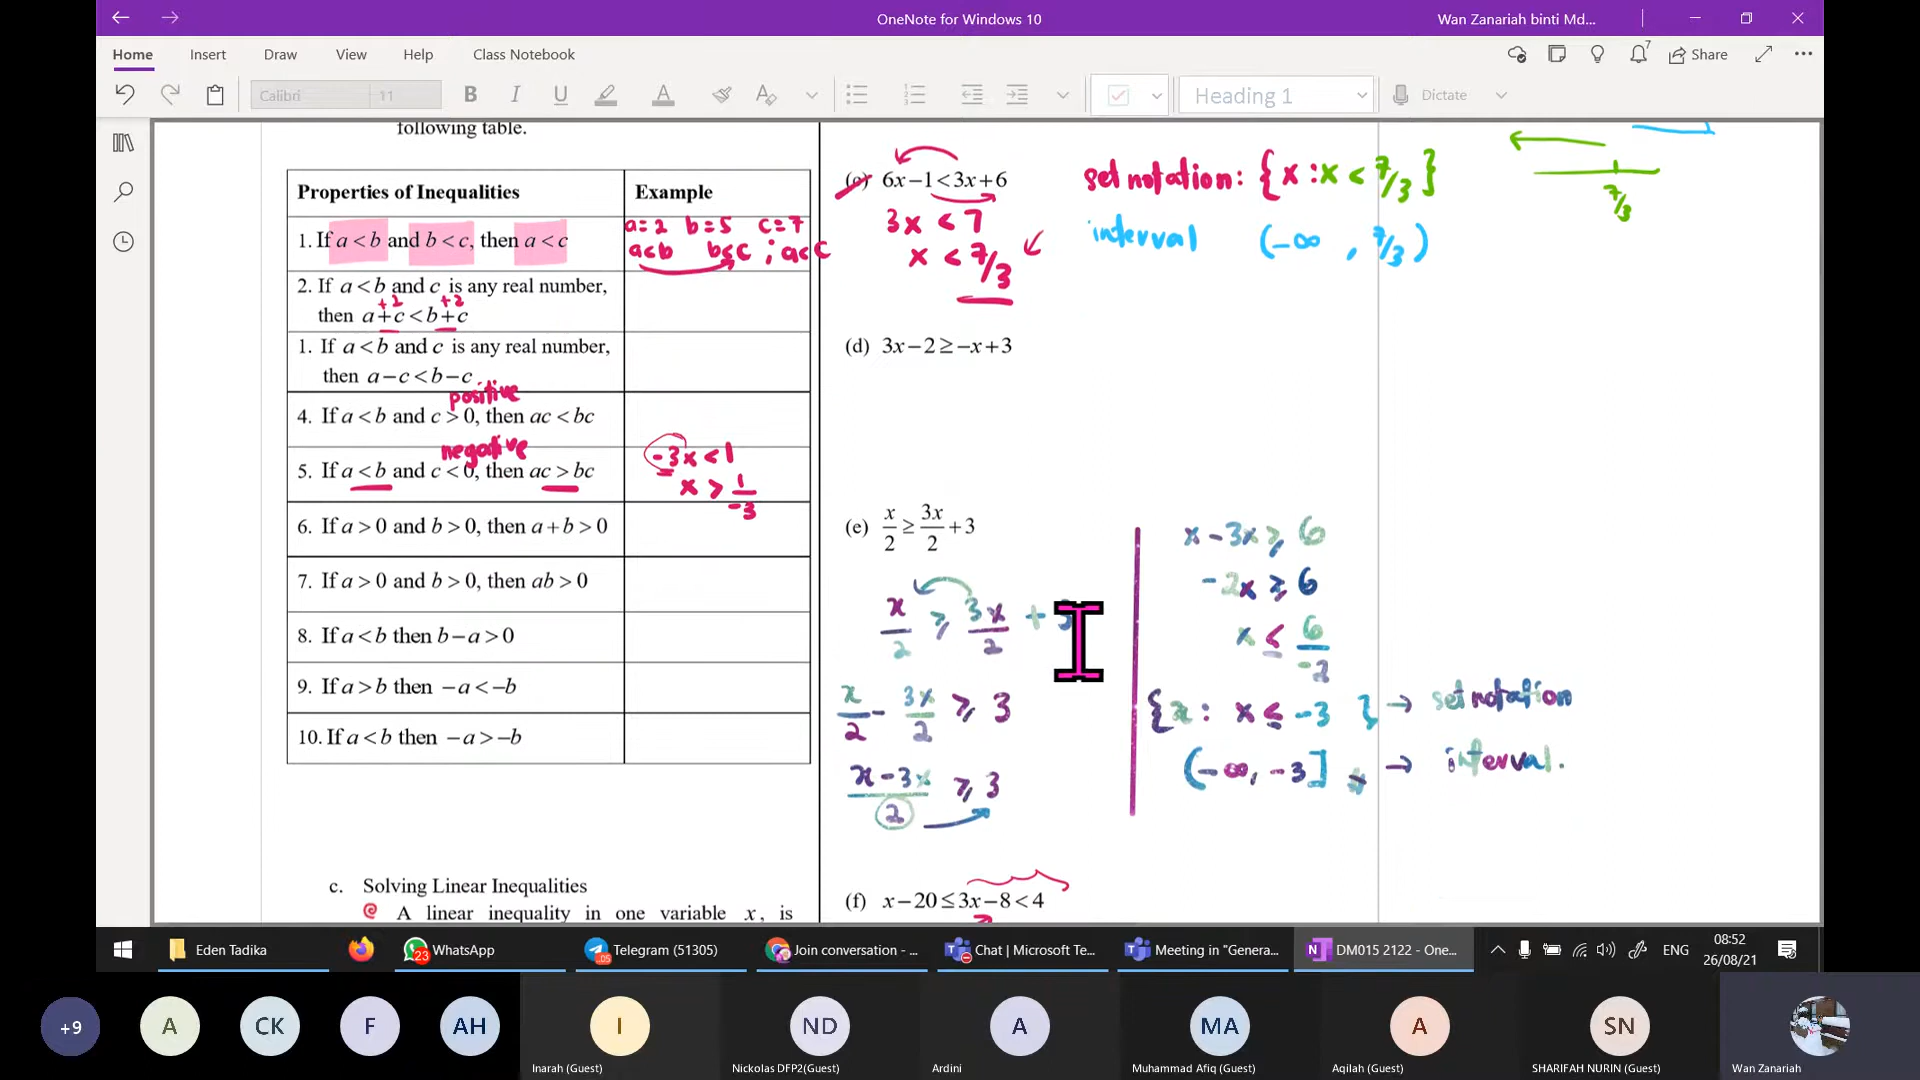 OneNote for Windows 10
Wan Zanariah binti Md...
Home Insert Draw View Help Class Notebook
7
Share
Calibri 11
B I U A
Heading 1
Dictate
following table.
Properties of Inequalities Example
1. If a < b and b < c, then a < c
a=2 b=5 c=7
a<b b<c ; a<c
2. If a < b and c is any real number,
+2 +2
then a + c < b + c
1. If a < b and c is any real number,
then a − c < b − c
positive
4. If a < b and c > 0, then ac < bc
negative
5. If a < b and c < 0, then ac > bc
-3x < 1
x > 1/-3
6. If a > 0 and b > 0, then a + b > 0
7. If a > 0 and b > 0, then ab > 0
8. If a < b then b − a > 0
9. If a > b then −a < −b
10. If a < b then −a > −b
c. Solving Linear Inequalities
A linear inequality in one variable x, is
6x − 1 < 3x + 6
3x < 7
x < 7/3
set notation: {x : x < 7/3}
interval (-∞, 7/3)
7/3
(d) 3x − 2 ≥ −x + 3
(e) x/2 ≥ 3x/2 + 3
x/2 ≥ 3x/2 + 3
x/2 - 3x/2 ≥ 3
x-3x/2 ≥ 3
x - 3x ≥ 6
-2x ≥ 6
x ≤ 6/-2
{x : x ≤ -3 } → set notation
(-∞, -3] # → interval.
(f) x − 20 ≤ 3x − 8 < 4
Eden Tadika
23
WhatsApp
Telegram (51305)
Join conversation - ...
Chat | Microsoft Te...
Meeting in "Genera...
DM015 2122 - One...
ENG
08:52
26/08/21
+9 A CK F AH I ND A MA A SN
Inarah (Guest) Nickolas DFP2(Guest) Ardini Muhammad Afiq (Guest) Aqilah (Guest) SHARIFAH NURIN (Guest) Wan Zanariah